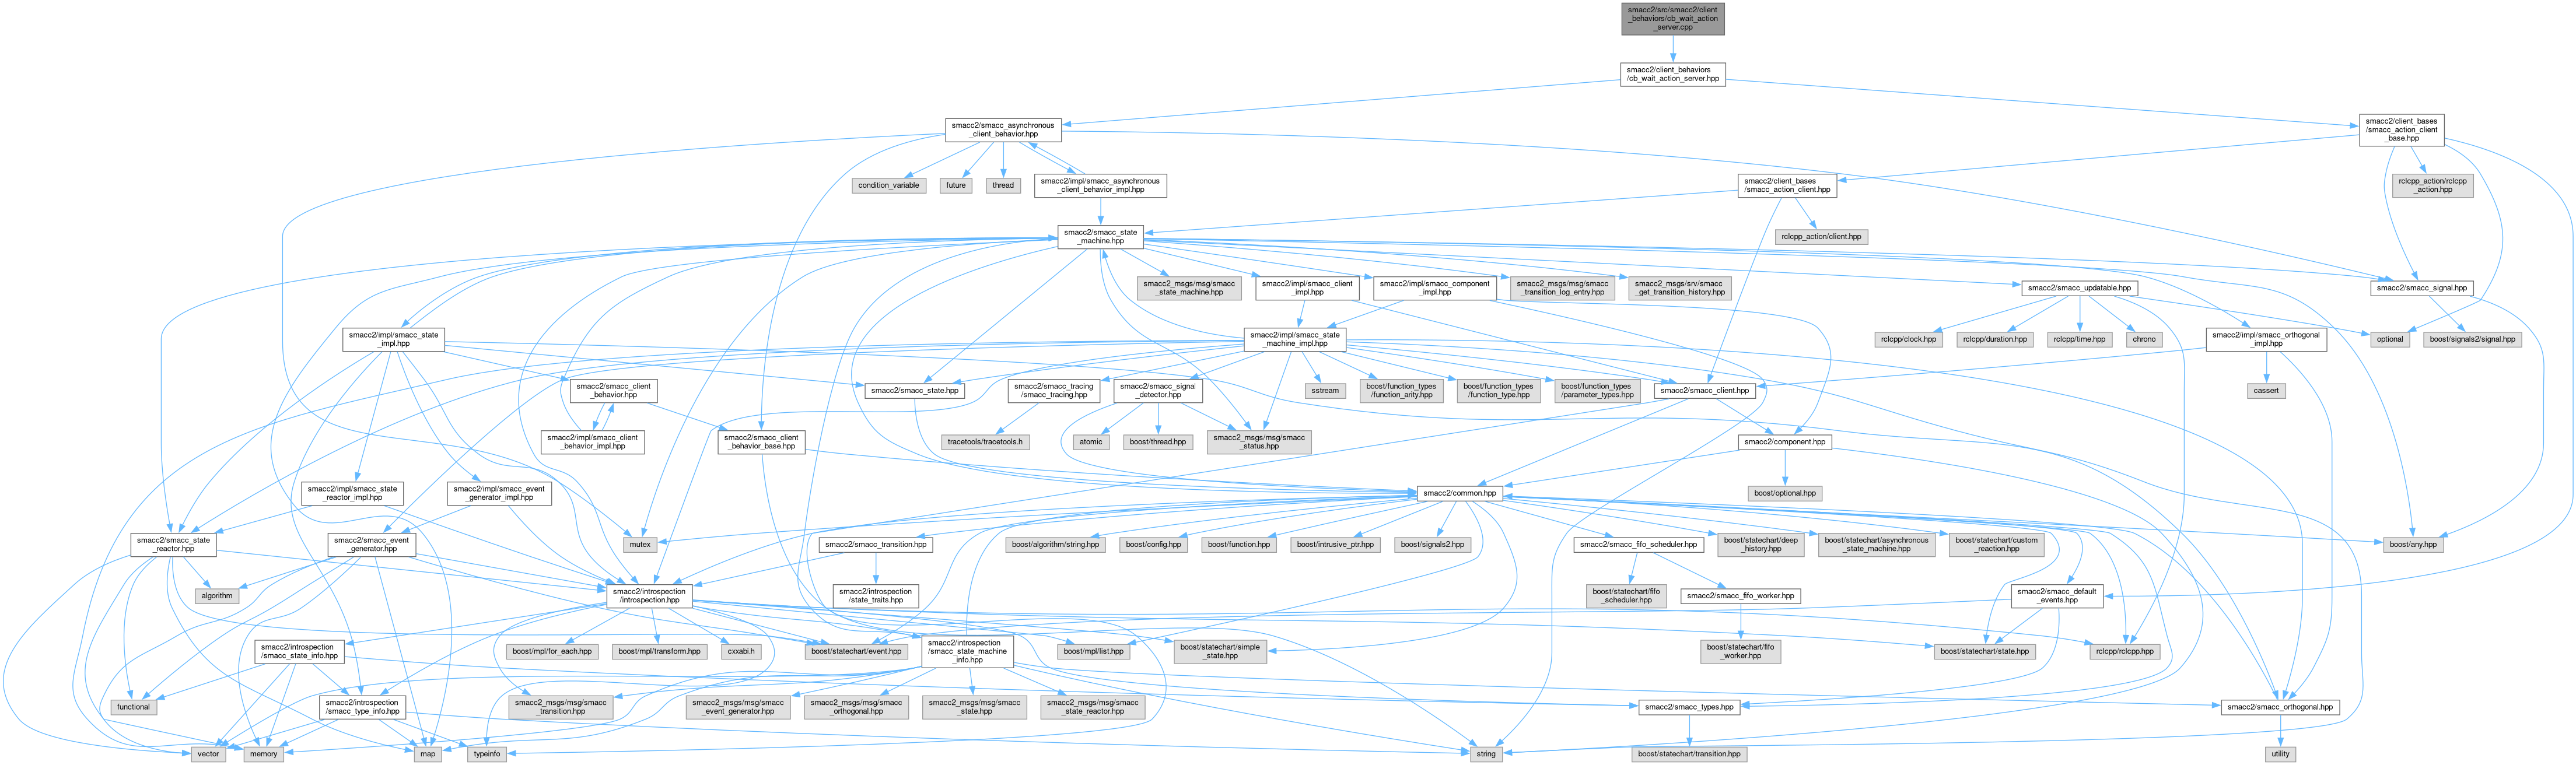 smacc2/src/smacc2/client
_behaviors/cb_wait_action
_server.cpp
smacc2/client_behaviors
/cb_wait_action_server.hpp
smacc2/smacc_asynchronous
_client_behavior.hpp
smacc2/client_bases
/smacc_action_client
_base.hpp
condition_variable
future
thread
smacc2/impl/smacc_asynchronous
_client_behavior_impl.hpp
smacc2/client_bases
/smacc_action_client.hpp
rclcpp_action/rclcpp
_action.hpp
smacc2/smacc_state
_machine.hpp
rclcpp_action/client.hpp
smacc2_msgs/msg/smacc
_state_machine.hpp
smacc2/impl/smacc_client
_impl.hpp
smacc2/impl/smacc_component
_impl.hpp
smacc2_msgs/msg/smacc
_transition_log_entry.hpp
smacc2_msgs/srv/smacc
_get_transition_history.hpp
smacc2/smacc_updatable.hpp
smacc2/smacc_signal.hpp
smacc2/impl/smacc_state
_impl.hpp
smacc2/impl/smacc_state
_machine_impl.hpp
rclcpp/clock.hpp
rclcpp/duration.hpp
rclcpp/time.hpp
chrono
smacc2/impl/smacc_orthogonal
_impl.hpp
optional
boost/signals2/signal.hpp
smacc2/smacc_client
_behavior.hpp
smacc2/smacc_state.hpp
smacc2/smacc_tracing
/smacc_tracing.hpp
smacc2/smacc_signal
_detector.hpp
sstream
boost/function_types
/function_arity.hpp
boost/function_types
/function_type.hpp
boost/function_types
/parameter_types.hpp
smacc2/smacc_client.hpp
cassert
smacc2/impl/smacc_client
_behavior_impl.hpp
smacc2/smacc_client
_behavior_base.hpp
tracetools/tracetools.h
atomic
boost/thread.hpp
smacc2_msgs/msg/smacc
_status.hpp
smacc2/component.hpp
smacc2/impl/smacc_state
_reactor_impl.hpp
smacc2/impl/smacc_event
_generator_impl.hpp
smacc2/common.hpp
boost/optional.hpp
smacc2/smacc_state
_reactor.hpp
smacc2/smacc_event
_generator.hpp
mutex
smacc2/smacc_transition.hpp
boost/algorithm/string.hpp
boost/config.hpp
boost/function.hpp
boost/intrusive_ptr.hpp
boost/signals2.hpp
smacc2/smacc_fifo_scheduler.hpp
boost/statechart/deep
_history.hpp
boost/statechart/asynchronous
_state_machine.hpp
boost/statechart/custom
_reaction.hpp
boost/any.hpp
algorithm
smacc2/introspection
/introspection.hpp
smacc2/introspection
/state_traits.hpp
boost/statechart/fifo
_scheduler.hpp
smacc2/smacc_fifo_worker.hpp
smacc2/smacc_default
_events.hpp
smacc2/introspection
/smacc_state_info.hpp
boost/mpl/for_each.hpp
boost/mpl/transform.hpp
cxxabi.h
boost/statechart/event.hpp
smacc2/introspection
/smacc_state_machine
_info.hpp
boost/mpl/list.hpp
boost/statechart/simple
_state.hpp
boost/statechart/fifo
_worker.hpp
boost/statechart/state.hpp
rclcpp/rclcpp.hpp
functional
smacc2/introspection
/smacc_type_info.hpp
smacc2_msgs/msg/smacc
_transition.hpp
smacc2_msgs/msg/smacc
_event_generator.hpp
smacc2_msgs/msg/smacc
_orthogonal.hpp
smacc2_msgs/msg/smacc
_state.hpp
smacc2_msgs/msg/smacc
_state_reactor.hpp
smacc2/smacc_types.hpp
smacc2/smacc_orthogonal.hpp
vector
memory
map
typeinfo
string
boost/statechart/transition.hpp
utility